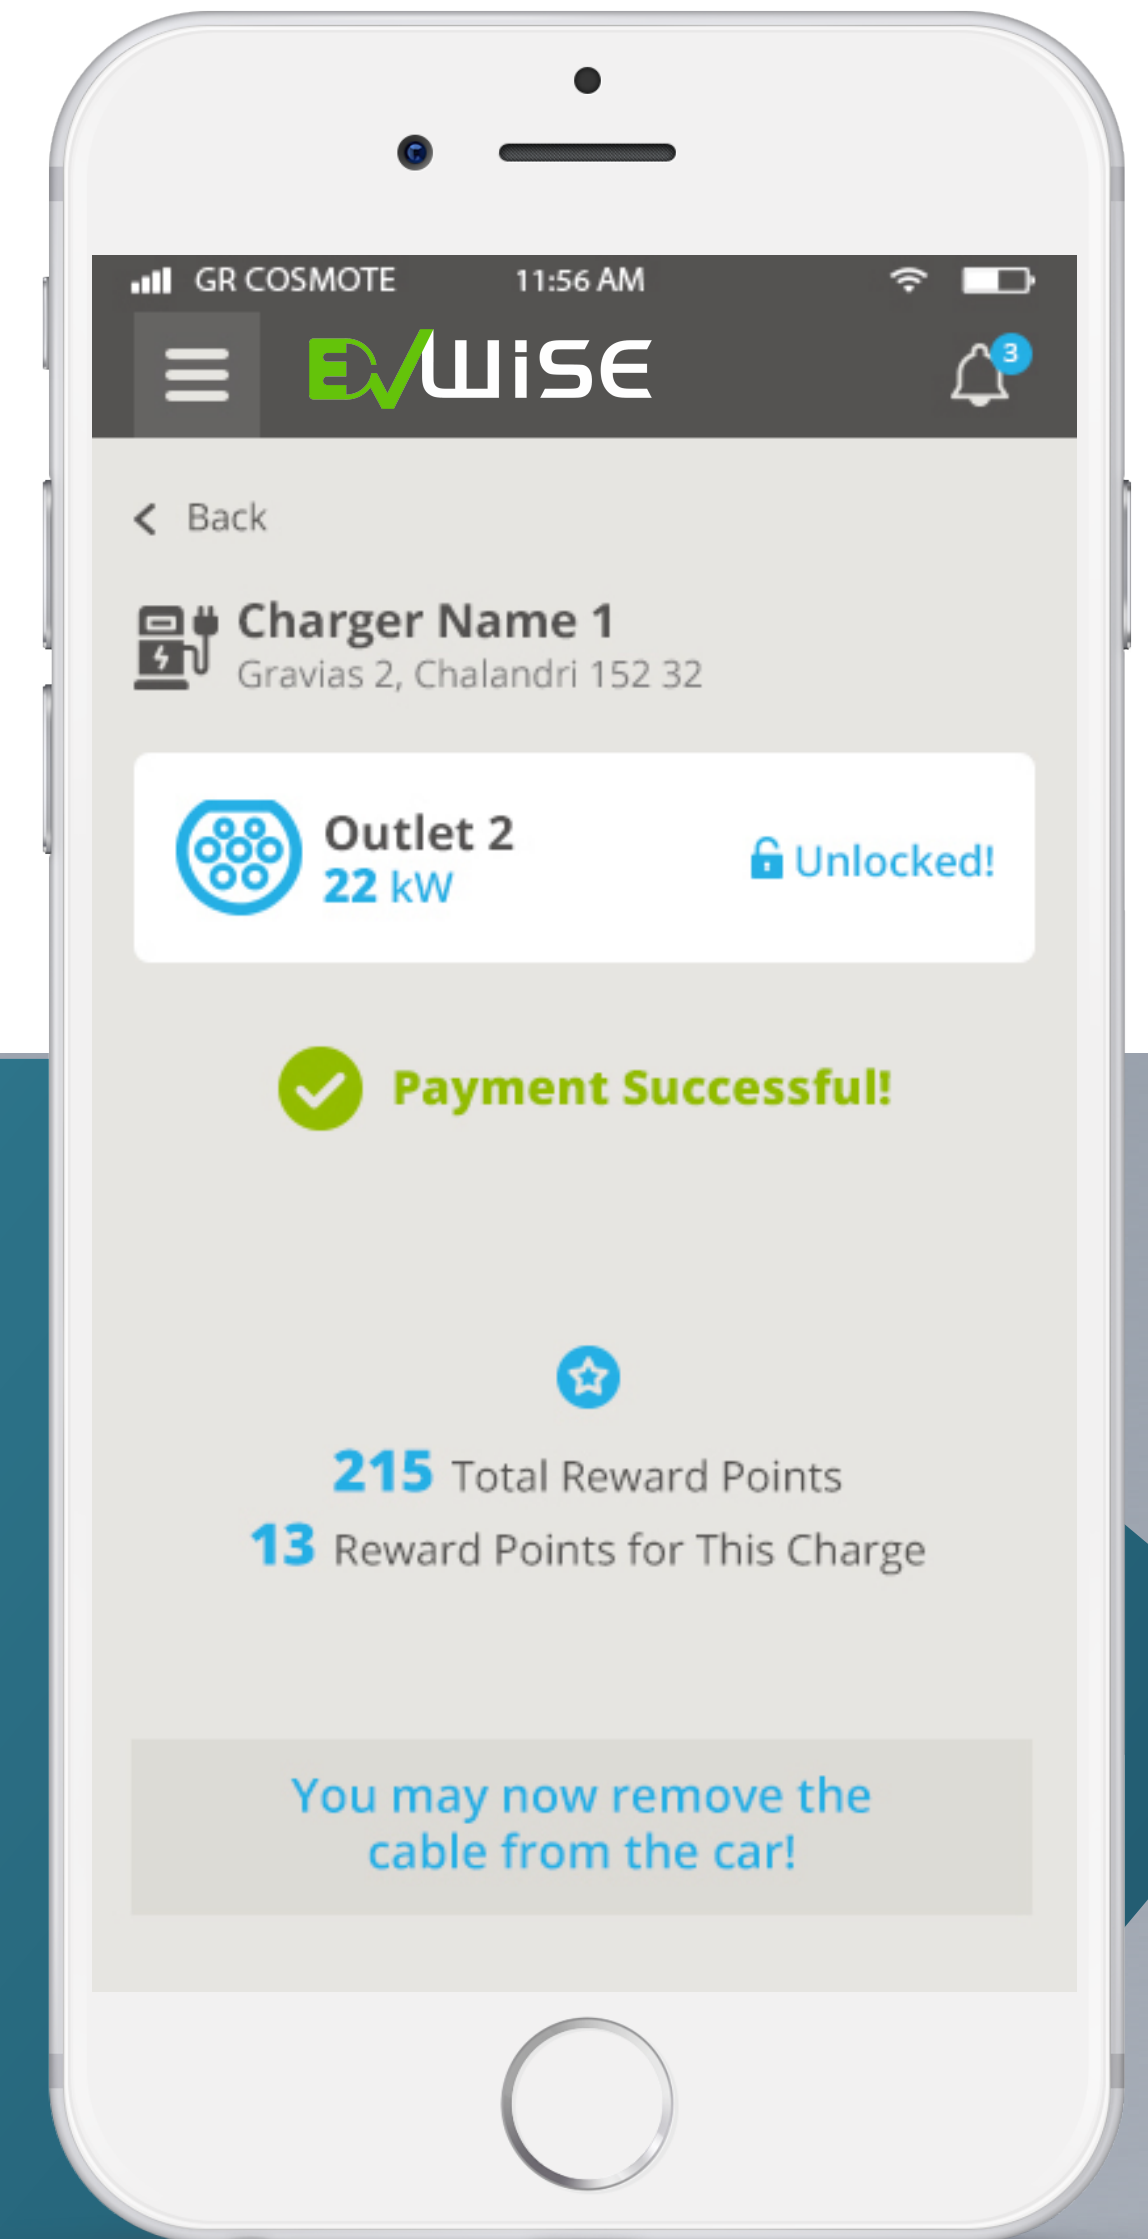 GR COSMOTE 11:56 AM
EVWiSE
3
Back
Charger Name 1
Gravias 2, Chalandri 152 32
Outlet 2
22 kW
Unlocked!
Payment Successful!
215 Total Reward Points
13 Reward Points for This Charge
You may now remove the
cable from the car!